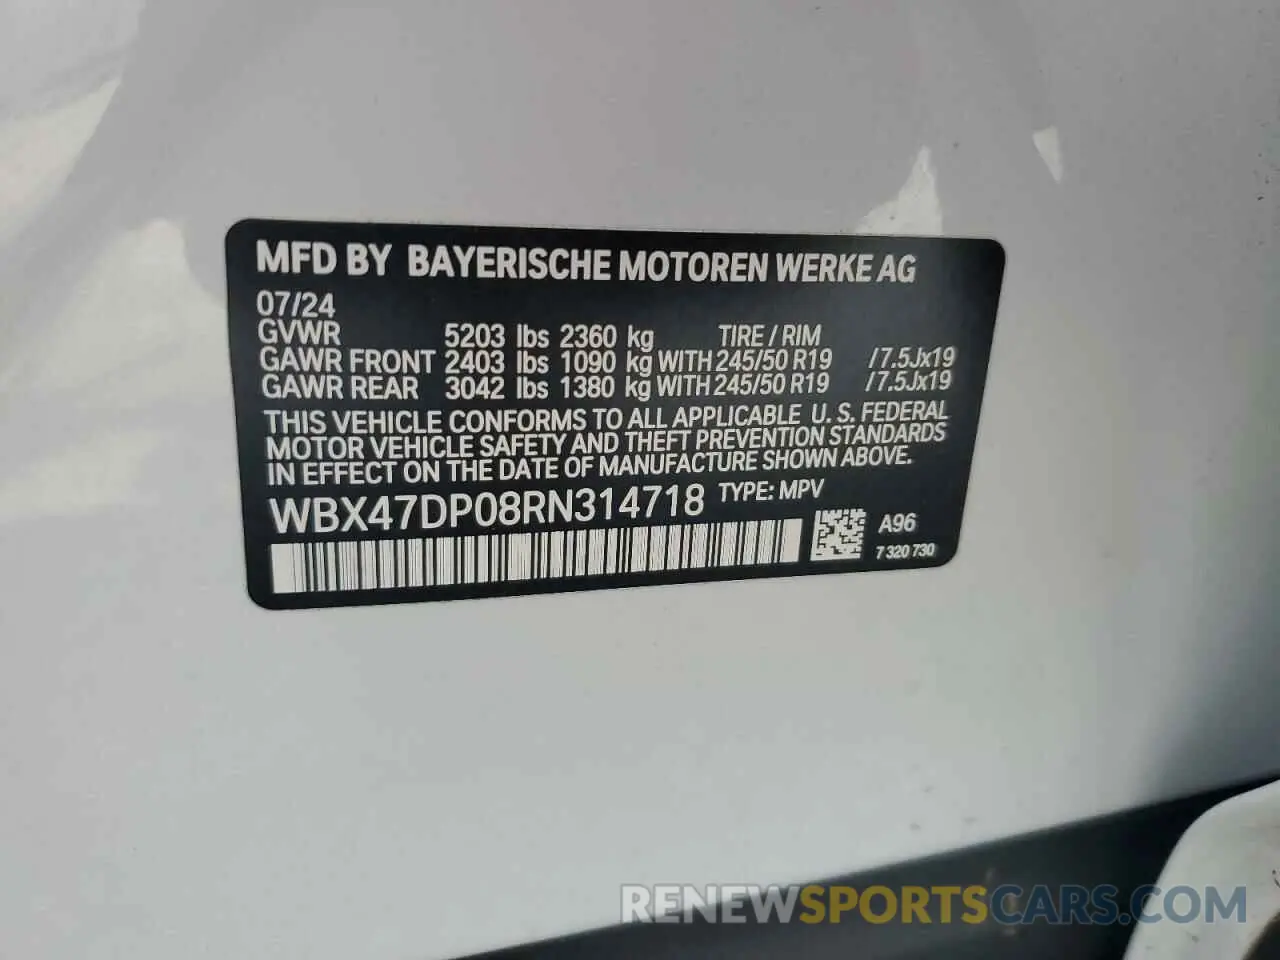 MFD BY BAYERISCHE MOTOREN WERKE AG
07/24
GVWR 5203 lbs 2360 kg TIRE / RIM
GAWR FRONT 2403 lbs 1090 kg WITH 245/50 R19 /7.5Jx19
GAWR REAR 3042 lbs 1380 kg WITH 245/50 R19 /7.5Jx19
THIS VEHICLE CONFORMS TO ALL APPLICABLE U. S. FEDERAL
MOTOR VEHICLE SAFETY AND THEFT PREVENTION STANDARDS
IN EFFECT ON THE DATE OF MANUFACTURE SHOWN ABOVE.
WBX47DP08RN314718 TYPE: MPV
A96
7 320 730
RENEWSPORTSCARS.COM